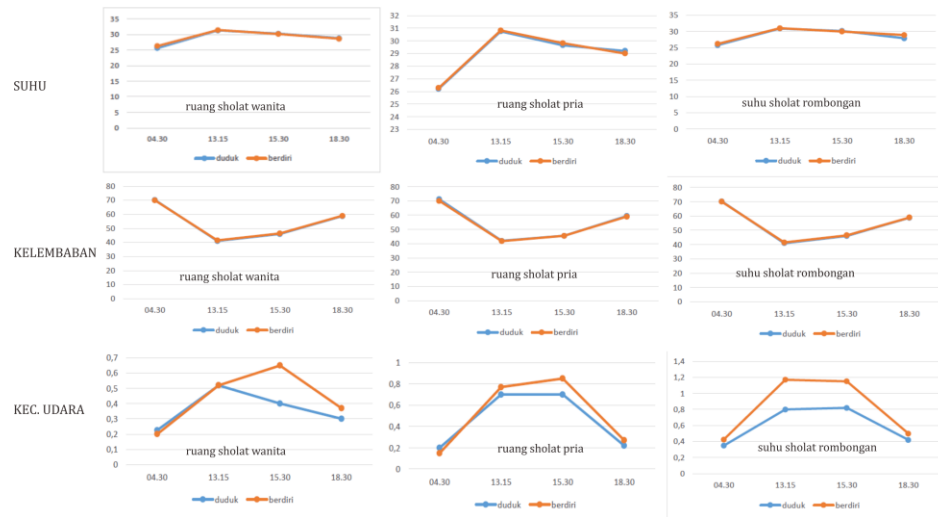 SUHU
35
30
25
20
15
10
5
0
ruang sholat wanita
04.30 13.15 15.30 18.30
duduk berdiri
32
31
30
29
28
27
26
25
24
23
ruang sholat pria
04.30 13.15 15.30 18.30
duduk berdiri
35
30
25
20
15
10
5
0
suhu sholat rombongan
04.30 13.15 15.30 18.30
duduk berdiri
KELEMBABAN
80
70
60
50
40
30
20
10
0
ruang sholat wanita
04.30 13.15 15.30 18.30
duduk berdiri
80
70
60
50
40
30
20
10
0
ruang sholat pria
04.30 13.15 15.30 18.30
duduk berdiri
80
70
60
50
40
30
20
10
0
suhu sholat rombongan
04.30 13.15 15.30 18.30
duduk berdiri
KEC. UDARA
0,7
0,6
0,5
0,4
0,3
0,2
0,1
0
ruang sholat wanita
04.30 13.15 15.30 18.30
duduk berdiri
1
0,8
0,6
0,4
0,2
0
ruang sholat pria
04.30 13.15 15.30 18.30
duduk berdiri
1,4
1,2
1
0,8
0,6
0,4
0,2
0
suhu sholat rombongan
04.30 13.15 15.30 18.30
duduk berdiri